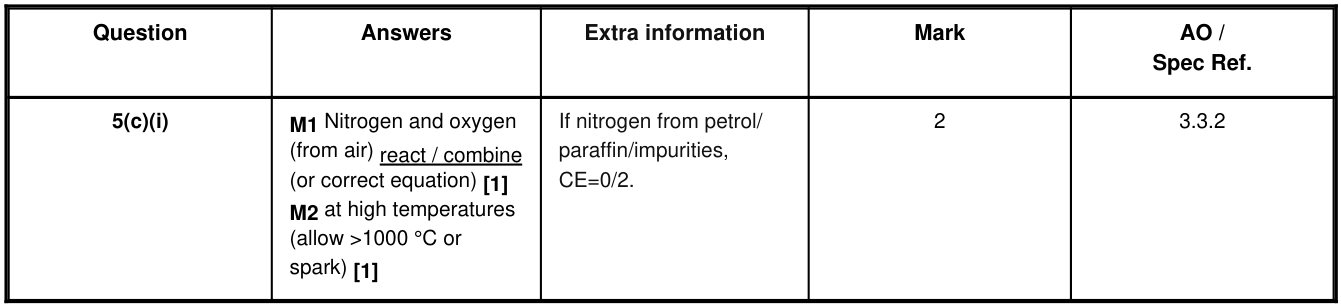 Question
Answers
Extra information
Mark
AO /
Spec Ref.
5(c)(i)
M1 Nitrogen and oxygen
(from air) react / combine
(or correct equation) [1]
M2 at high temperatures
(allow >1000 °C or
spark) [1]
If nitrogen from petrol/
paraffin/impurities,
CE=0/2.
2
3.3.2